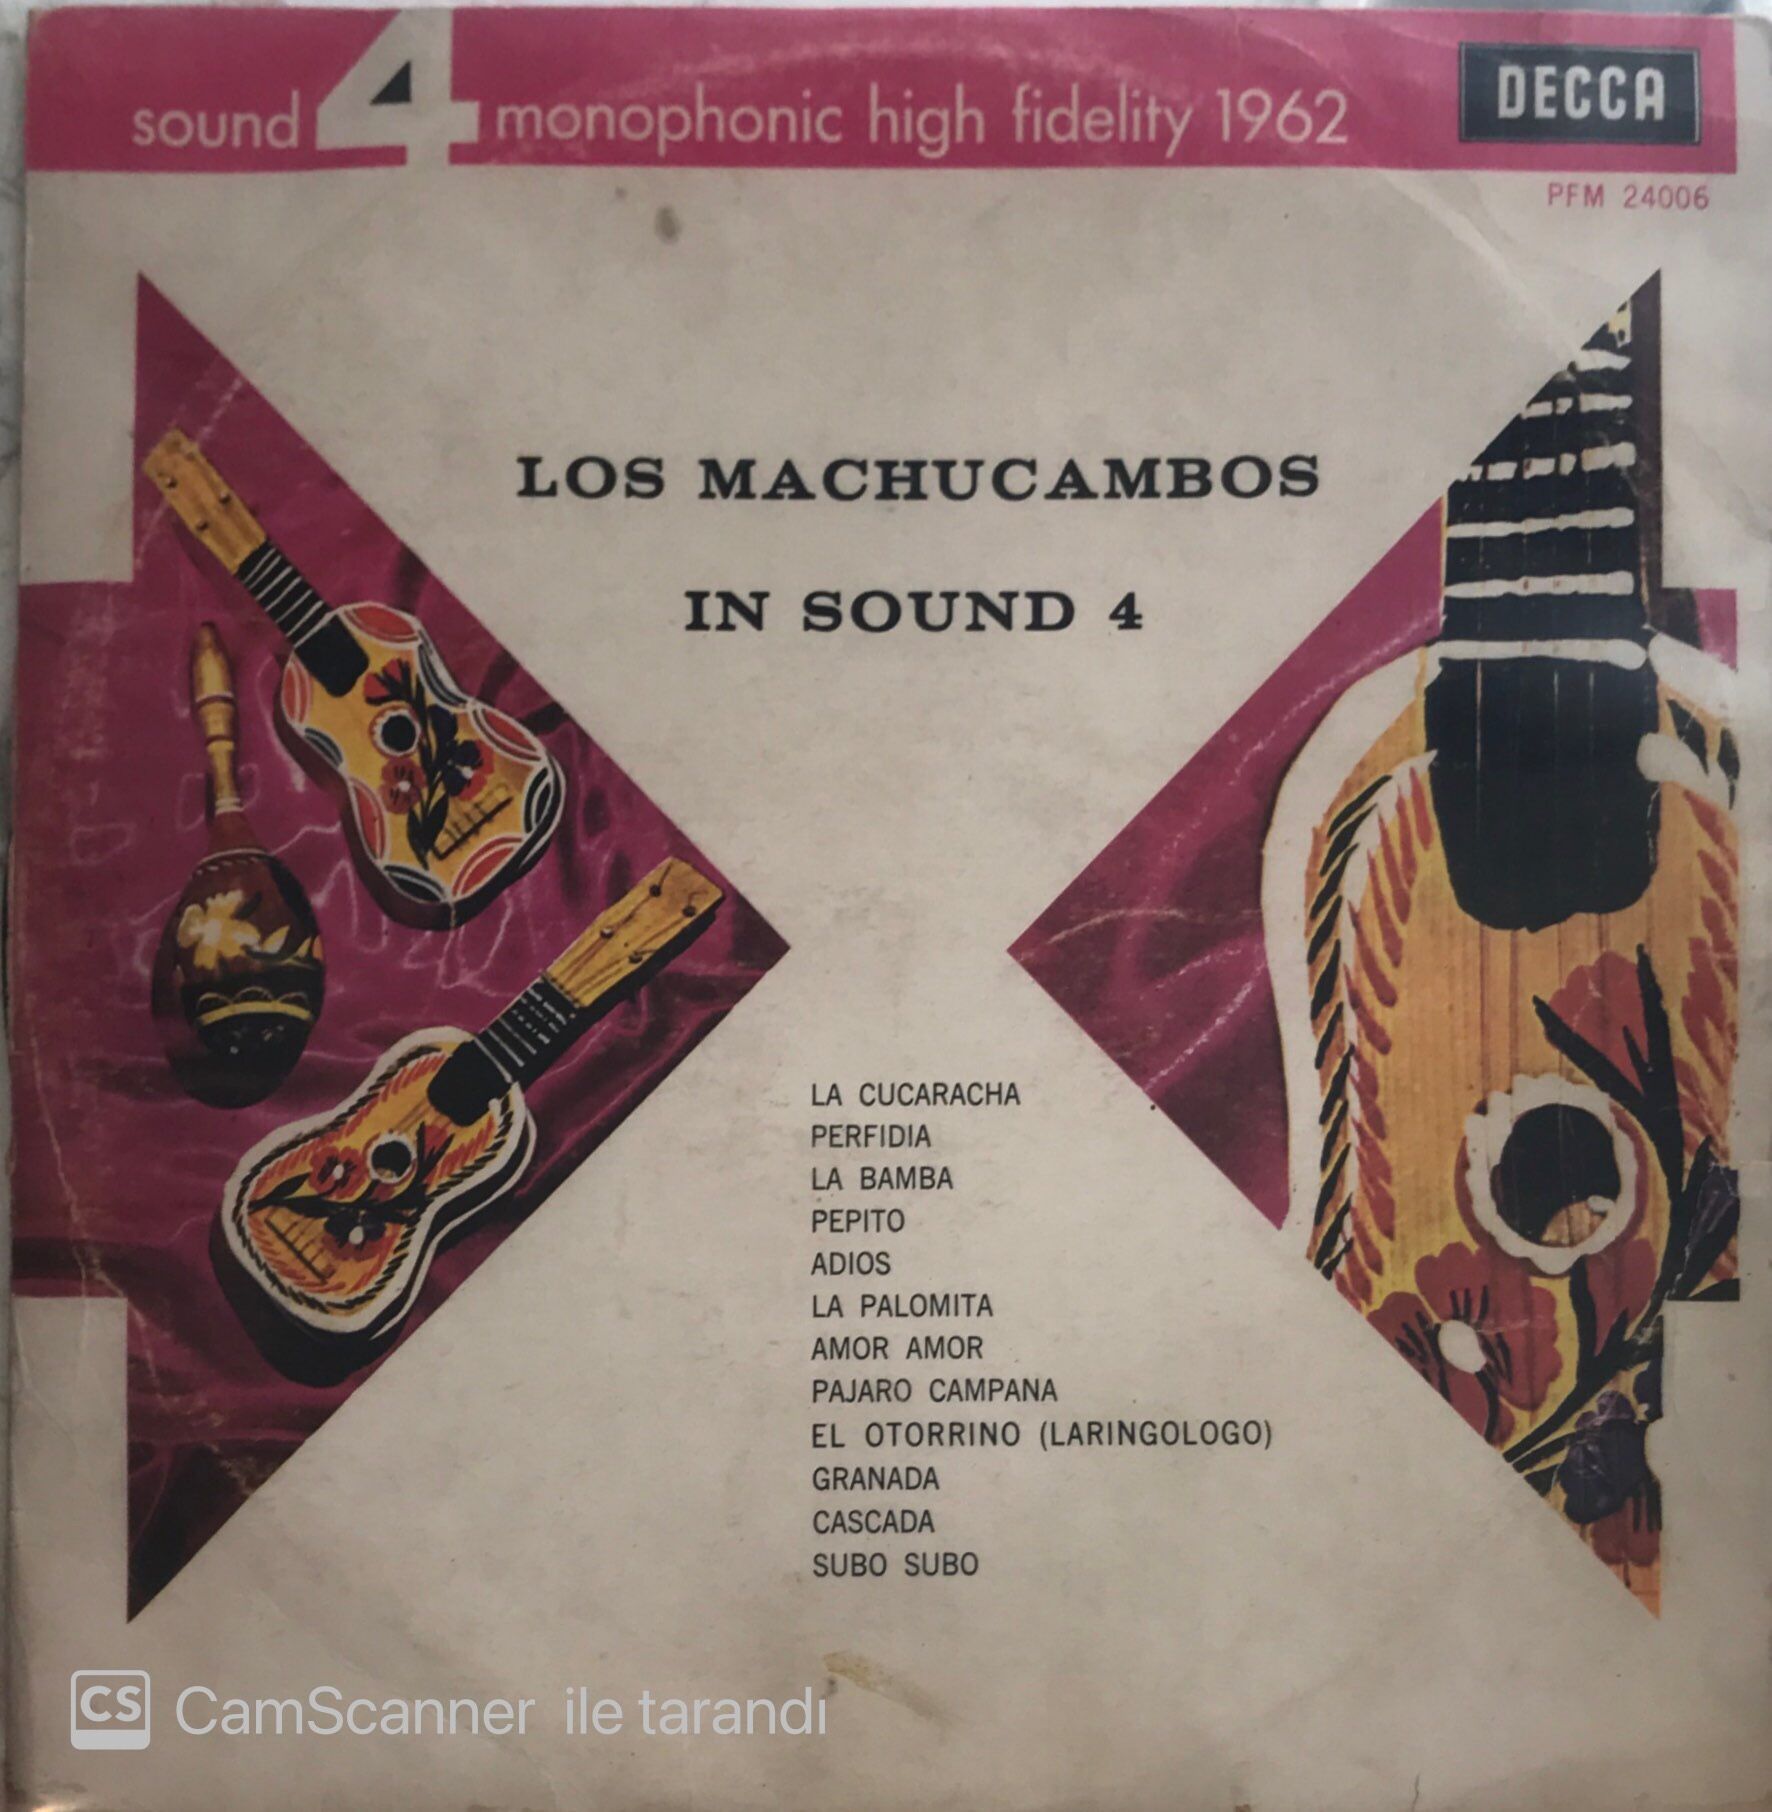 sound 4 monophonic high fidelity 1962
DECCA
PFM 24006
LOS MACHUCAMBOS
IN SOUND 4
LA CUCARACHA
PERFIDIA
LA BAMBA
PEPITO
ADIOS
LA PALOMITA
AMOR AMOR
PAJARO CAMPANA
EL OTORRINO (LARINGOLOGO)
GRANADA
CASCADA
SUBO SUBO
CS CamScanner ile tarandı